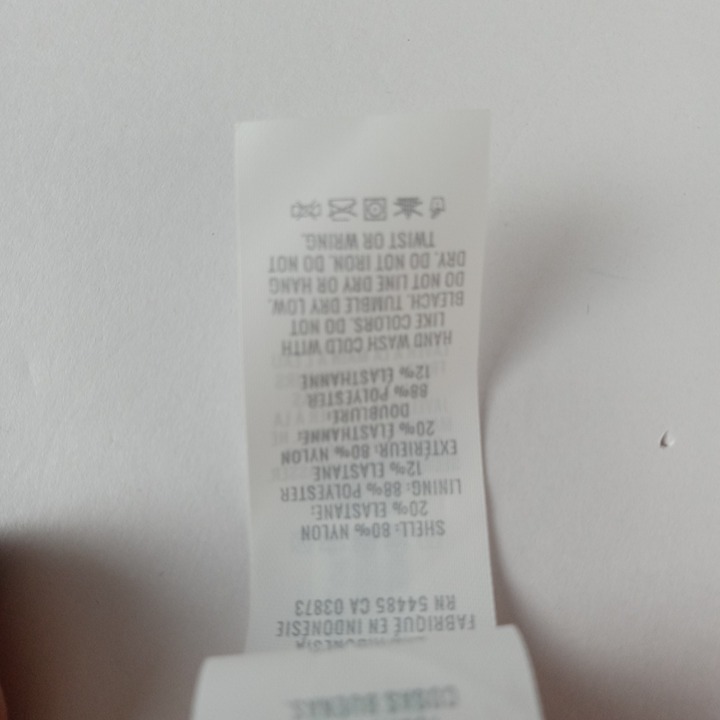 FABRIQUÉ EN INDONÉSIE
RN 54485 CA 03873
SHELL: 80% NYLON
20% ELASTANE;
LINING: 88% POLYESTER
12% ELASTANE
EXTÉRIEUR: 80% NYLON
20% ÉLASTHANNE;
DOUBLURE:
88% POLYESTER
12% ÉLASTHANNE
HAND WASH COLD WITH
LIKE COLORS. DO NOT
BLEACH. TUMBLE DRY LOW.
DO NOT LINE DRY OR HANG
DRY. DO NOT IRON. DO NOT
TWIST OR WRING.